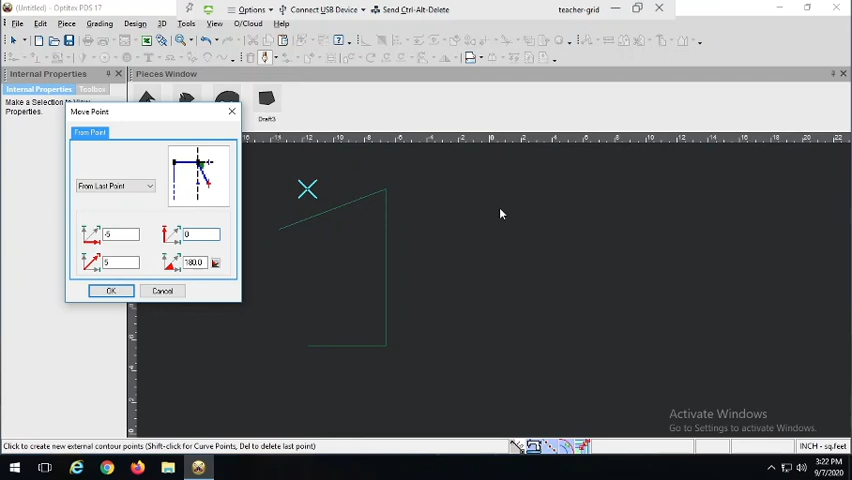 (Untitled) - Optitex PDS 17
Options
Connect USB Device
Send Ctrl-Alt-Delete
teacher-grid
File Edit Piece Grading Design 3D Tools View O/Cloud Help
Internal Properties
Pieces Window
Internal Properties
Toolbox
Make a Selection to View
Properties.
Draft3
Move Point
From Point
From Last Point
-5
0
5
180.0
OK
Cancel
Activate Windows
Go to Settings to activate Windows.
Click to create new external contour points (Shift-click for Curve Points, Del to delete last point)
INCH - sq.feet
3:22 PM
9/7/2020